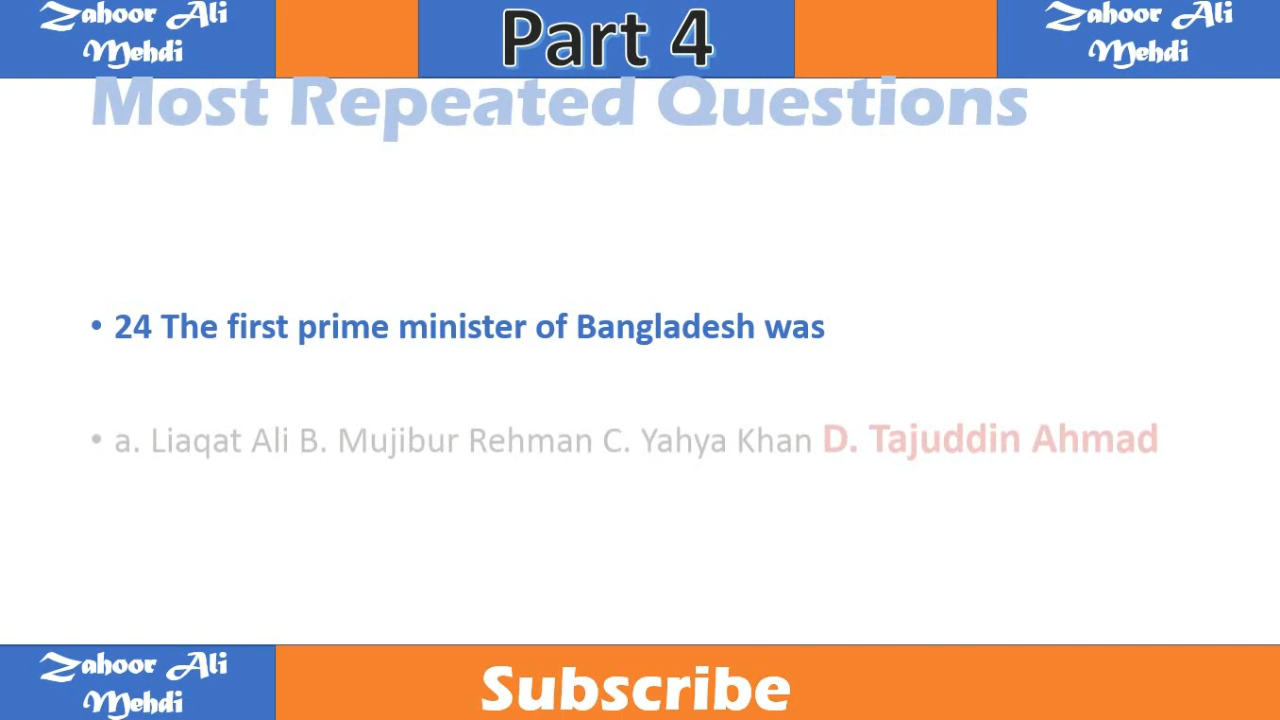 Zahoor Ali
Mehdi
Part 4
Zahoor Ali
Mehdi
Most Repeated Questions
• 24 The first prime minister of Bangladesh was
• a. Liaqat Ali B. Mujibur Rehman C. Yahya Khan D. Tajuddin Ahmad
Zahoor Ali
Mehdi
Subscribe